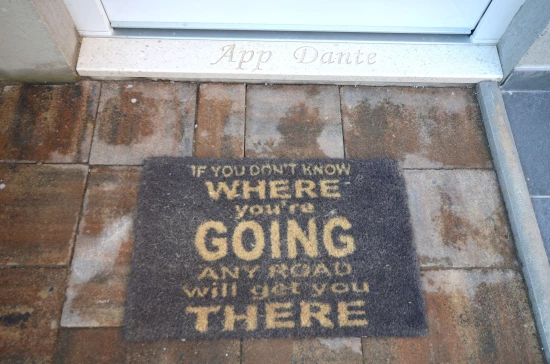 App Dante
IF YOU DON'T KNOW
WHERE
you're
GOING
ANY ROAD
will get you
THERE